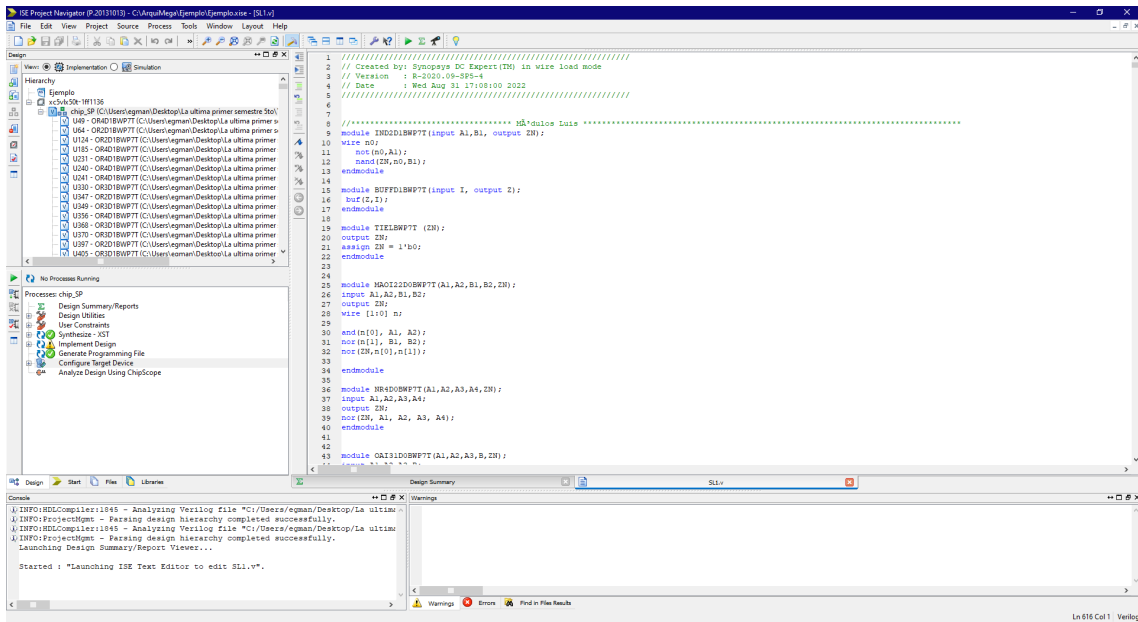 ISE Project Navigator (P.20131013) - C:\ArquiMega\Ejemplo\Ejemplo.xise - [SL1.v]
File Edit View Project Source Process Tools Window Layout Help
Design
View: Implementation Simulation
Hierarchy
Ejemplo
xc5vlx50t-1ff1136
chip_SP (C:\Users\egman\Desktop\La ultima primer semestre 5to\
U49 - OR4D1BWP7T (C:\Users\egman\Desktop\La ultima primer s
U64 - OR2D1BWP7T (C:\Users\egman\Desktop\La ultima primer s
U124 - OR2D1BWP7T (C:\Users\egman\Desktop\La ultima primer
U185 - OR4D1BWP7T (C:\Users\egman\Desktop\La ultima primer
U231 - OR4D1BWP7T (C:\Users\egman\Desktop\La ultima primer
U240 - OR4D1BWP7T (C:\Users\egman\Desktop\La ultima primer
U241 - OR4D1BWP7T (C:\Users\egman\Desktop\La ultima primer
U330 - OR3D1BWP7T (C:\Users\egman\Desktop\La ultima primer
U347 - OR2D1BWP7T (C:\Users\egman\Desktop\La ultima primer
U349 - OR3D1BWP7T (C:\Users\egman\Desktop\La ultima primer
U356 - OR4D1BWP7T (C:\Users\egman\Desktop\La ultima primer
U368 - OR4D1BWP7T (C:\Users\egman\Desktop\La ultima primer
U370 - OR3D1BWP7T (C:\Users\egman\Desktop\La ultima primer
U397 - OR2D1BWP7T (C:\Users\egman\Desktop\La ultima primer
U405 - OR3D1BWP7T (C:\Users\egman\Desktop\La ultima primer
No Processes Running
Processes: chip_SP
Design Summary/Reports
Design Utilities
User Constraints
Synthesize - XST
Implement Design
Generate Programming File
Configure Target Device
Analyze Design Using ChipScope
Design Start Files Libraries
1 /////////////////////////////////////////////////////////////
2 // Created by: Synopsys DC Expert(TM) in wire load mode
3 // Version : R-2020.09-SP5-4
4 // Date : Wed Aug 31 17:08:00 2022
5 /////////////////////////////////////////////////////////////
6
7
8 //********************************** MÃ³dulos Luis ********************************************************************************
9 module IND2D1BWP7T(input A1,B1, output ZN);
10 wire n0;
11 not(n0,A1);
12 nand(ZN,n0,B1);
13 endmodule
14
15 module BUFFD1BWP7T(input I, output Z);
16 buf(Z,I);
17 endmodule
18
19 module TIELBWP7T (ZN);
20 output ZN;
21 assign ZN = 1'b0;
22 endmodule
23
24
25 module MAOI22D0BWP7T(A1,A2,B1,B2,ZN);
26 input A1,A2,B1,B2;
27 output ZN;
28 wire [1:0] n;
29
30 and(n[0], A1, A2);
31 nor(n[1], B1, B2);
32 nor(ZN,n[0],n[1]);
33
34 endmodule
35
36 module NR4D0BWP7T(A1,A2,A3,A4,ZN);
37 input A1,A2,A3,A4;
38 output ZN;
39 nor(ZN, A1, A2, A3, A4);
40 endmodule
41
42
43 module OAI31D0BWP7T(A1,A2,A3,B,ZN);
Design Summary SL1.v
Console
INFO:HDLCompiler:1845 - Analyzing Verilog file "C:/Users/egman/Desktop/La ultima
INFO:ProjectMgmt - Parsing design hierarchy completed successfully.
INFO:HDLCompiler:1845 - Analyzing Verilog file "C:/Users/egman/Desktop/La ultima
INFO:ProjectMgmt - Parsing design hierarchy completed successfully.
Launching Design Summary/Report Viewer...
Started : "Launching ISE Text Editor to edit SL1.v".
Warnings
Warnings Errors Find in Files Results
Ln 616 Col 1 Verilog